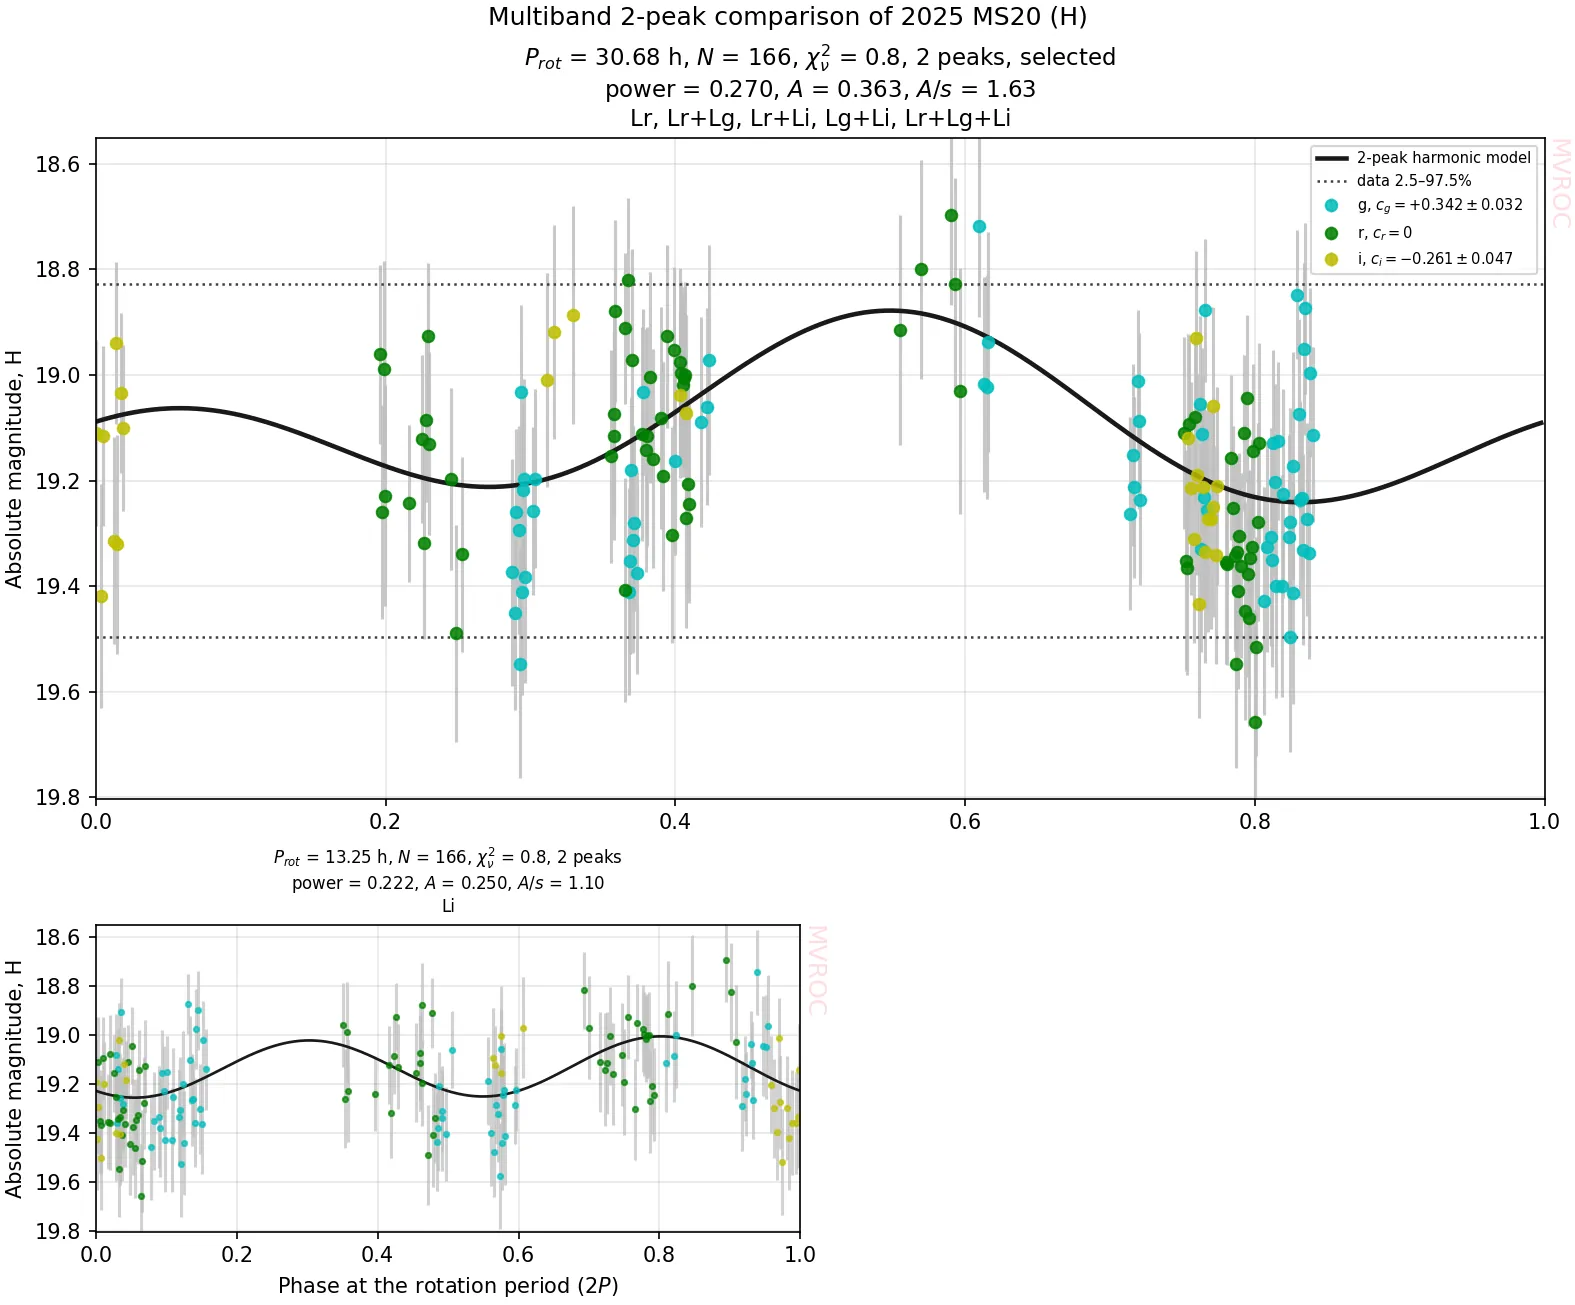 Multiband 2-peak comparison of 2025 MS20 (H)
P_rot = 30.68 h, N = 166, χ²_ν = 0.8, 2 peaks, selected
power = 0.270, A = 0.363, A/s = 1.63
Lr, Lr+Lg, Lr+Li, Lg+Li, Lr+Lg+Li
2-peak harmonic model
data 2.5–97.5%
g, c_g = +0.342 ± 0.032
r, c_r = 0
i, c_i = −0.261 ± 0.047
MVROC
Absolute magnitude, H
18.6
18.8
19.0
19.2
19.4
19.6
19.8
0.0 0.2 0.4 0.6 0.8 1.0
P_rot = 13.25 h, N = 166, χ²_ν = 0.8, 2 peaks
power = 0.222, A = 0.250, A/s = 1.10
Li
MVROC
Absolute magnitude, H
18.6
18.8
19.0
19.2
19.4
19.6
19.8
0.0 0.2 0.4 0.6 0.8 1.0
Phase at the rotation period (2P)